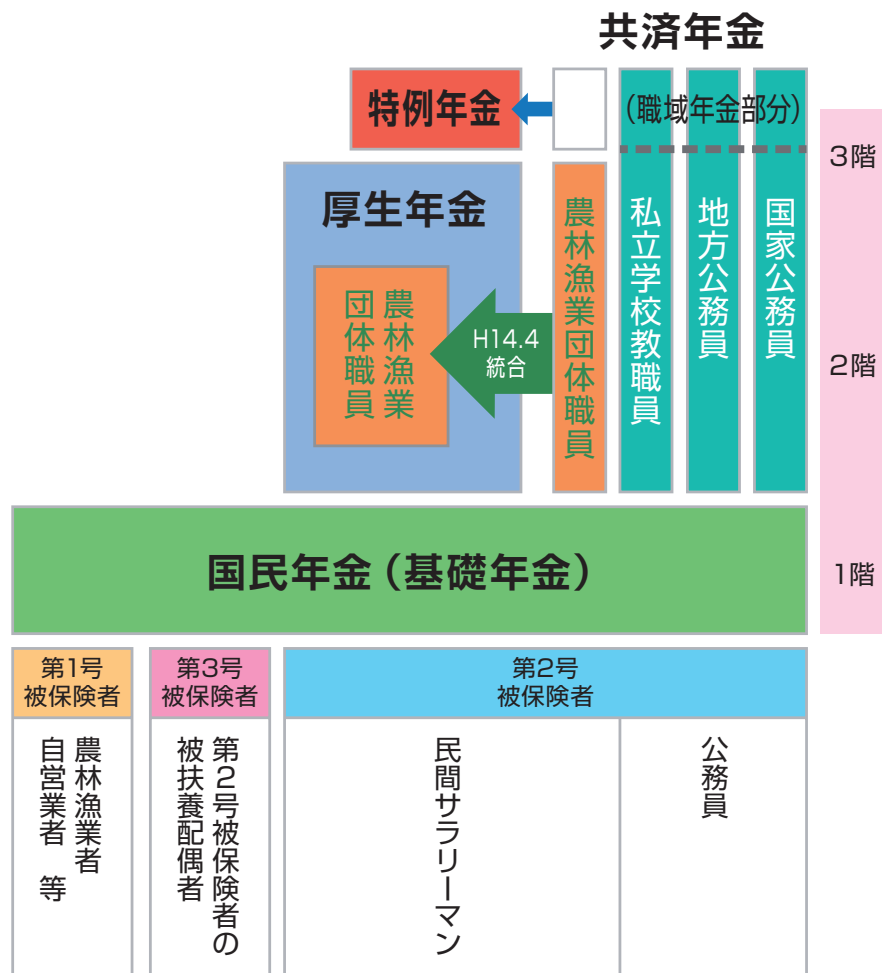 共済年金
特例年金
(職域年金部分)
3階
厚生年金
農林漁業
団体職員
H14.4
統合
農林漁業団体職員
私立学校教職員
地方公務員
国家公務員
2階
国民年金(基礎年金)
1階
第1号
被保険者
第3号
被保険者
第2号
被保険者
農林漁業者
自営業者 等
第2号被保険者の
被扶養配偶者
民間サラリーマン
公務員